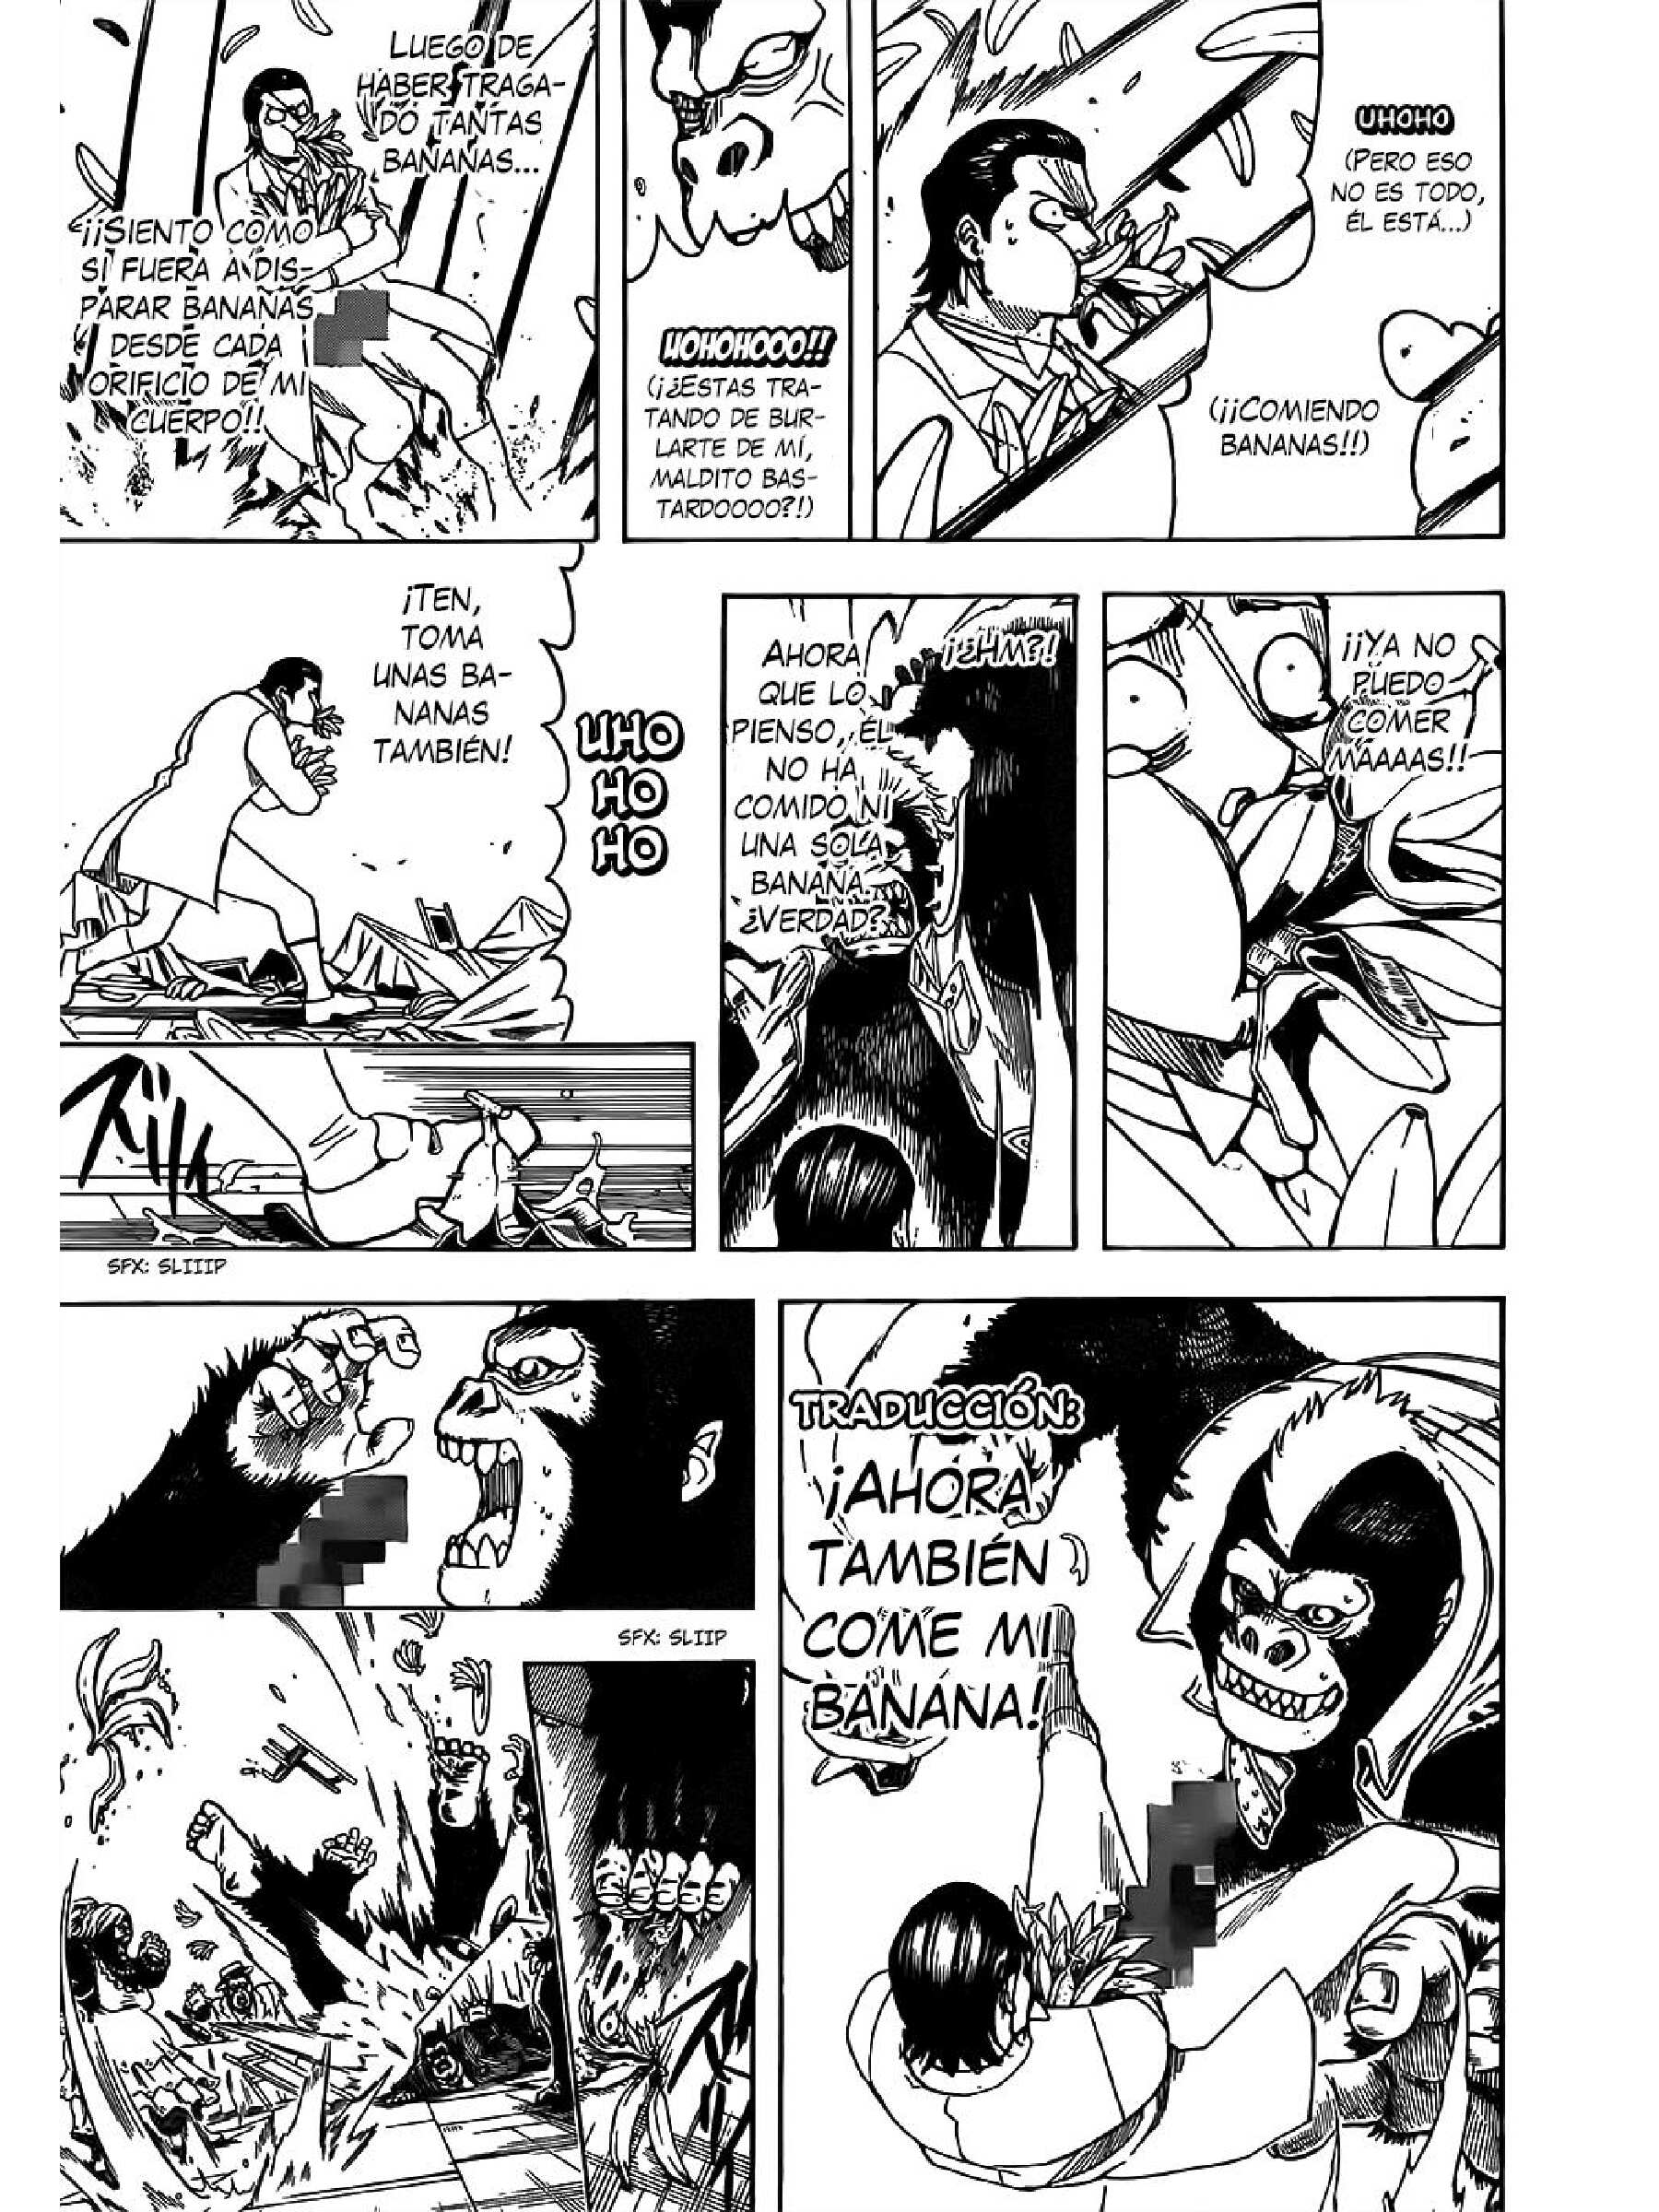 UHOHO
(PERO ESO
NO ES TODO,
ÉL ESTÁ...)
(¡¡COMIENDO
BANANAS!!)
UOHOHOOO!!
(¡¿ESTAS TRA-
TANDO DE BUR-
LARTE DE MÍ,
MALDITO BAS-
TARDOOOO?!)
LUEGO DE
HABER TRAGA-
DO TANTAS
BANANAS...
¡¡SIENTO COMO
SI FUERA A DIS-
PARAR BANANAS
DESDE CADA
ORIFICIO DE MI
CUERPO!!
¡¡YA NO
PUEDO
COMER
MÁAAAS!!
¡¿HM?!
AHORA
QUE LO
PIENSO, ÉL
NO HA
COMIDO NI
UNA SOLA
BANANA.
¿VERDAD?
UHO
HO
HO
¡TEN,
TOMA
UNAS BA-
NANAS
TAMBIÉN!
ズルッ
SFX: SLIIIP
TRADUCCIÓN:
¡AHORA
TAMBIÉN
COME MI
BANANA!
SFX: SLIIP